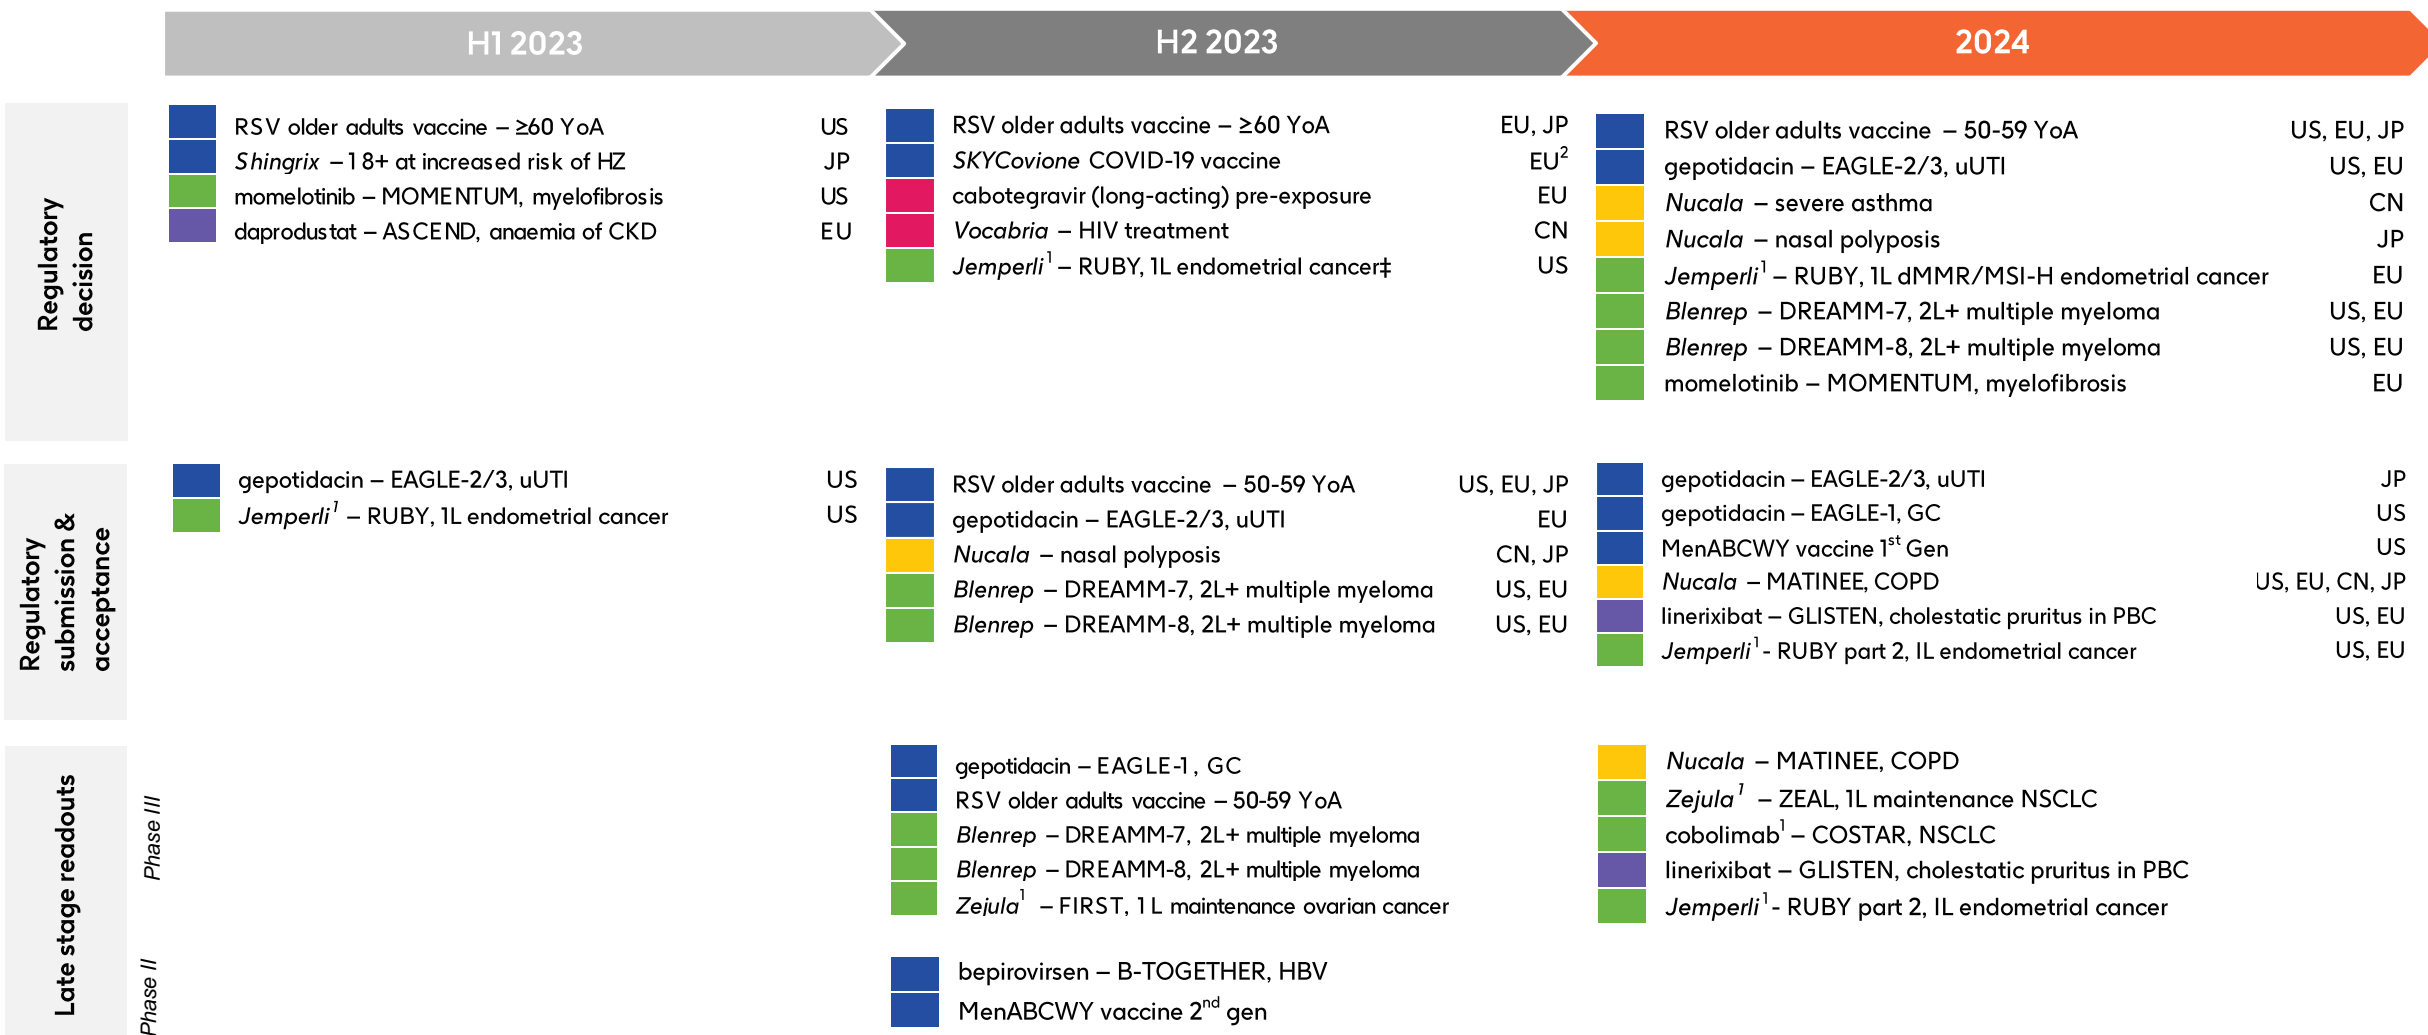 H1 2023
H2 2023
2024
Regulatory
decision
RSV older adults vaccine – ≥60 YoA US
Shingrix – 18+ at increased risk of HZ JP
momelotinib – MOMENTUM, myelofibrosis US
daprodustat – ASCEND, anaemia of CKD EU
RSV older adults vaccine – ≥60 YoA EU, JP
SKYCovione COVID-19 vaccine EU2
cabotegravir (long-acting) pre-exposure EU
Vocabria – HIV treatment CN
Jemperli1 – RUBY, 1L endometrial cancer‡ US
RSV older adults vaccine – 50-59 YoA US, EU, JP
gepotidacin – EAGLE-2/3, uUTI US, EU
Nucala – severe asthma CN
Nucala – nasal polyposis JP
Jemperli1 – RUBY, 1L dMMR/MSI-H endometrial cancer EU
Blenrep – DREAMM-7, 2L+ multiple myeloma US, EU
Blenrep – DREAMM-8, 2L+ multiple myeloma US, EU
momelotinib – MOMENTUM, myelofibrosis EU
Regulatory
submission &
acceptance
gepotidacin – EAGLE-2/3, uUTI US
Jemperli1 – RUBY, 1L endometrial cancer US
RSV older adults vaccine – 50-59 YoA US, EU, JP
gepotidacin – EAGLE-2/3, uUTI EU
Nucala – nasal polyposis CN, JP
Blenrep – DREAMM-7, 2L+ multiple myeloma US, EU
Blenrep – DREAMM-8, 2L+ multiple myeloma US, EU
gepotidacin – EAGLE-2/3, uUTI JP
gepotidacin – EAGLE-1, GC US
MenABCWY vaccine 1st Gen US
Nucala – MATINEE, COPD US, EU, CN, JP
linerixibat – GLISTEN, cholestatic pruritus in PBC US, EU
Jemperli1- RUBY part 2, IL endometrial cancer US, EU
Late stage readouts
Phase III
gepotidacin – EAGLE-1, GC
RSV older adults vaccine – 50-59 YoA
Blenrep – DREAMM-7, 2L+ multiple myeloma
Blenrep – DREAMM-8, 2L+ multiple myeloma
Zejula1 – FIRST, 1L maintenance ovarian cancer
Nucala – MATINEE, COPD
Zejula1 – ZEAL, 1L maintenance NSCLC
cobolimab1 – COSTAR, NSCLC
linerixibat – GLISTEN, cholestatic pruritus in PBC
Jemperli1- RUBY part 2, IL endometrial cancer
Phase II
bepirovirsen – B-TOGETHER, HBV
MenABCWY vaccine 2nd gen